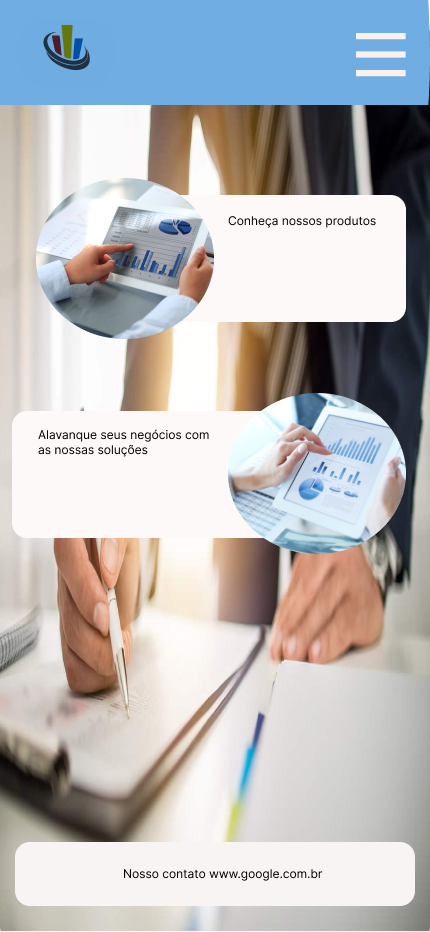 Conheça nossos produtos
Alavanque seus negócios com
as nossas soluções
Nosso contato www.google.com.br